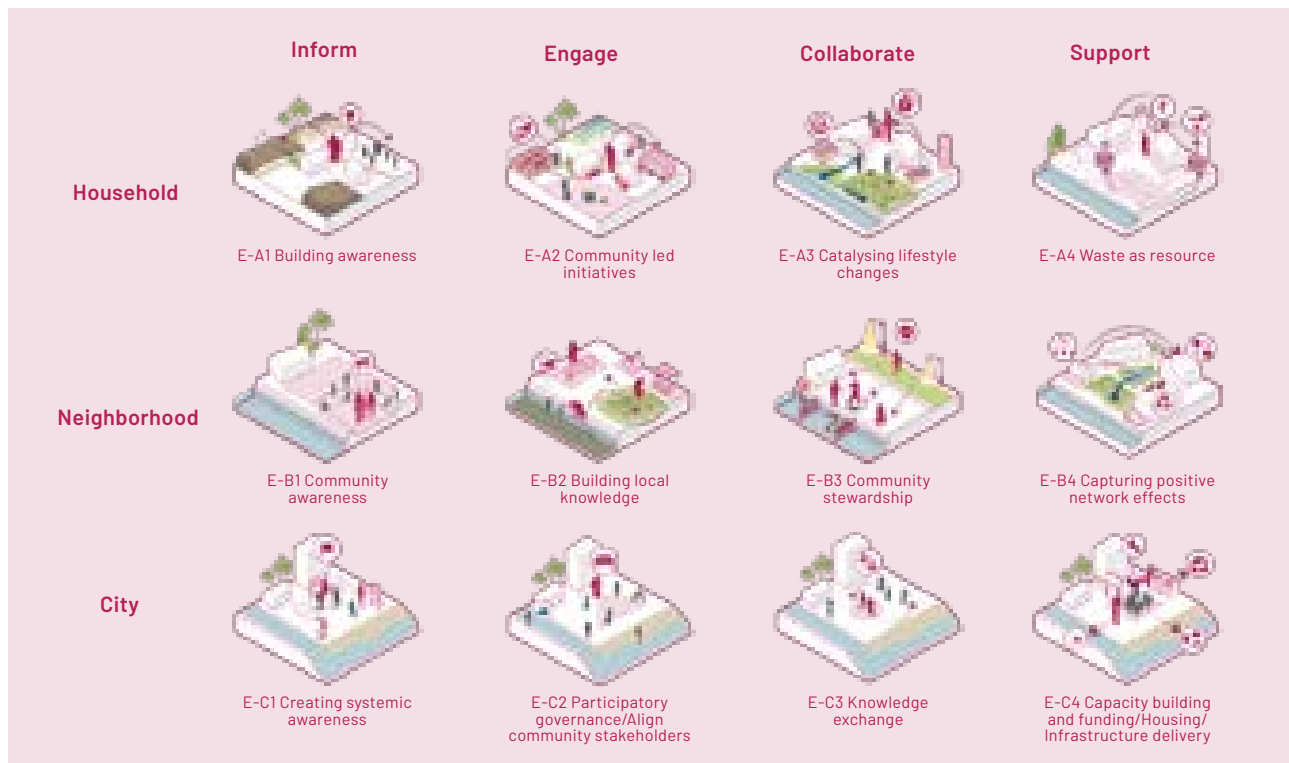 Inform
Engage
Collaborate
Support
Household
E-A1 Building awareness
E-A2 Community led
initiatives
E-A3 Catalysing lifestyle
changes
E-A4 Waste as resource
Neighborhood
E-B1 Community
awareness
E-B2 Building local
knowledge
E-B3 Community
stewardship
E-B4 Capturing positive
network effects
City
E-C1 Creating systemic
awareness
E-C2 Participatory
governance/Align
community stakeholders
E-C3 Knowledge
exchange
E-C4 Capacity building
and funding/Housing/
Infrastructure delivery